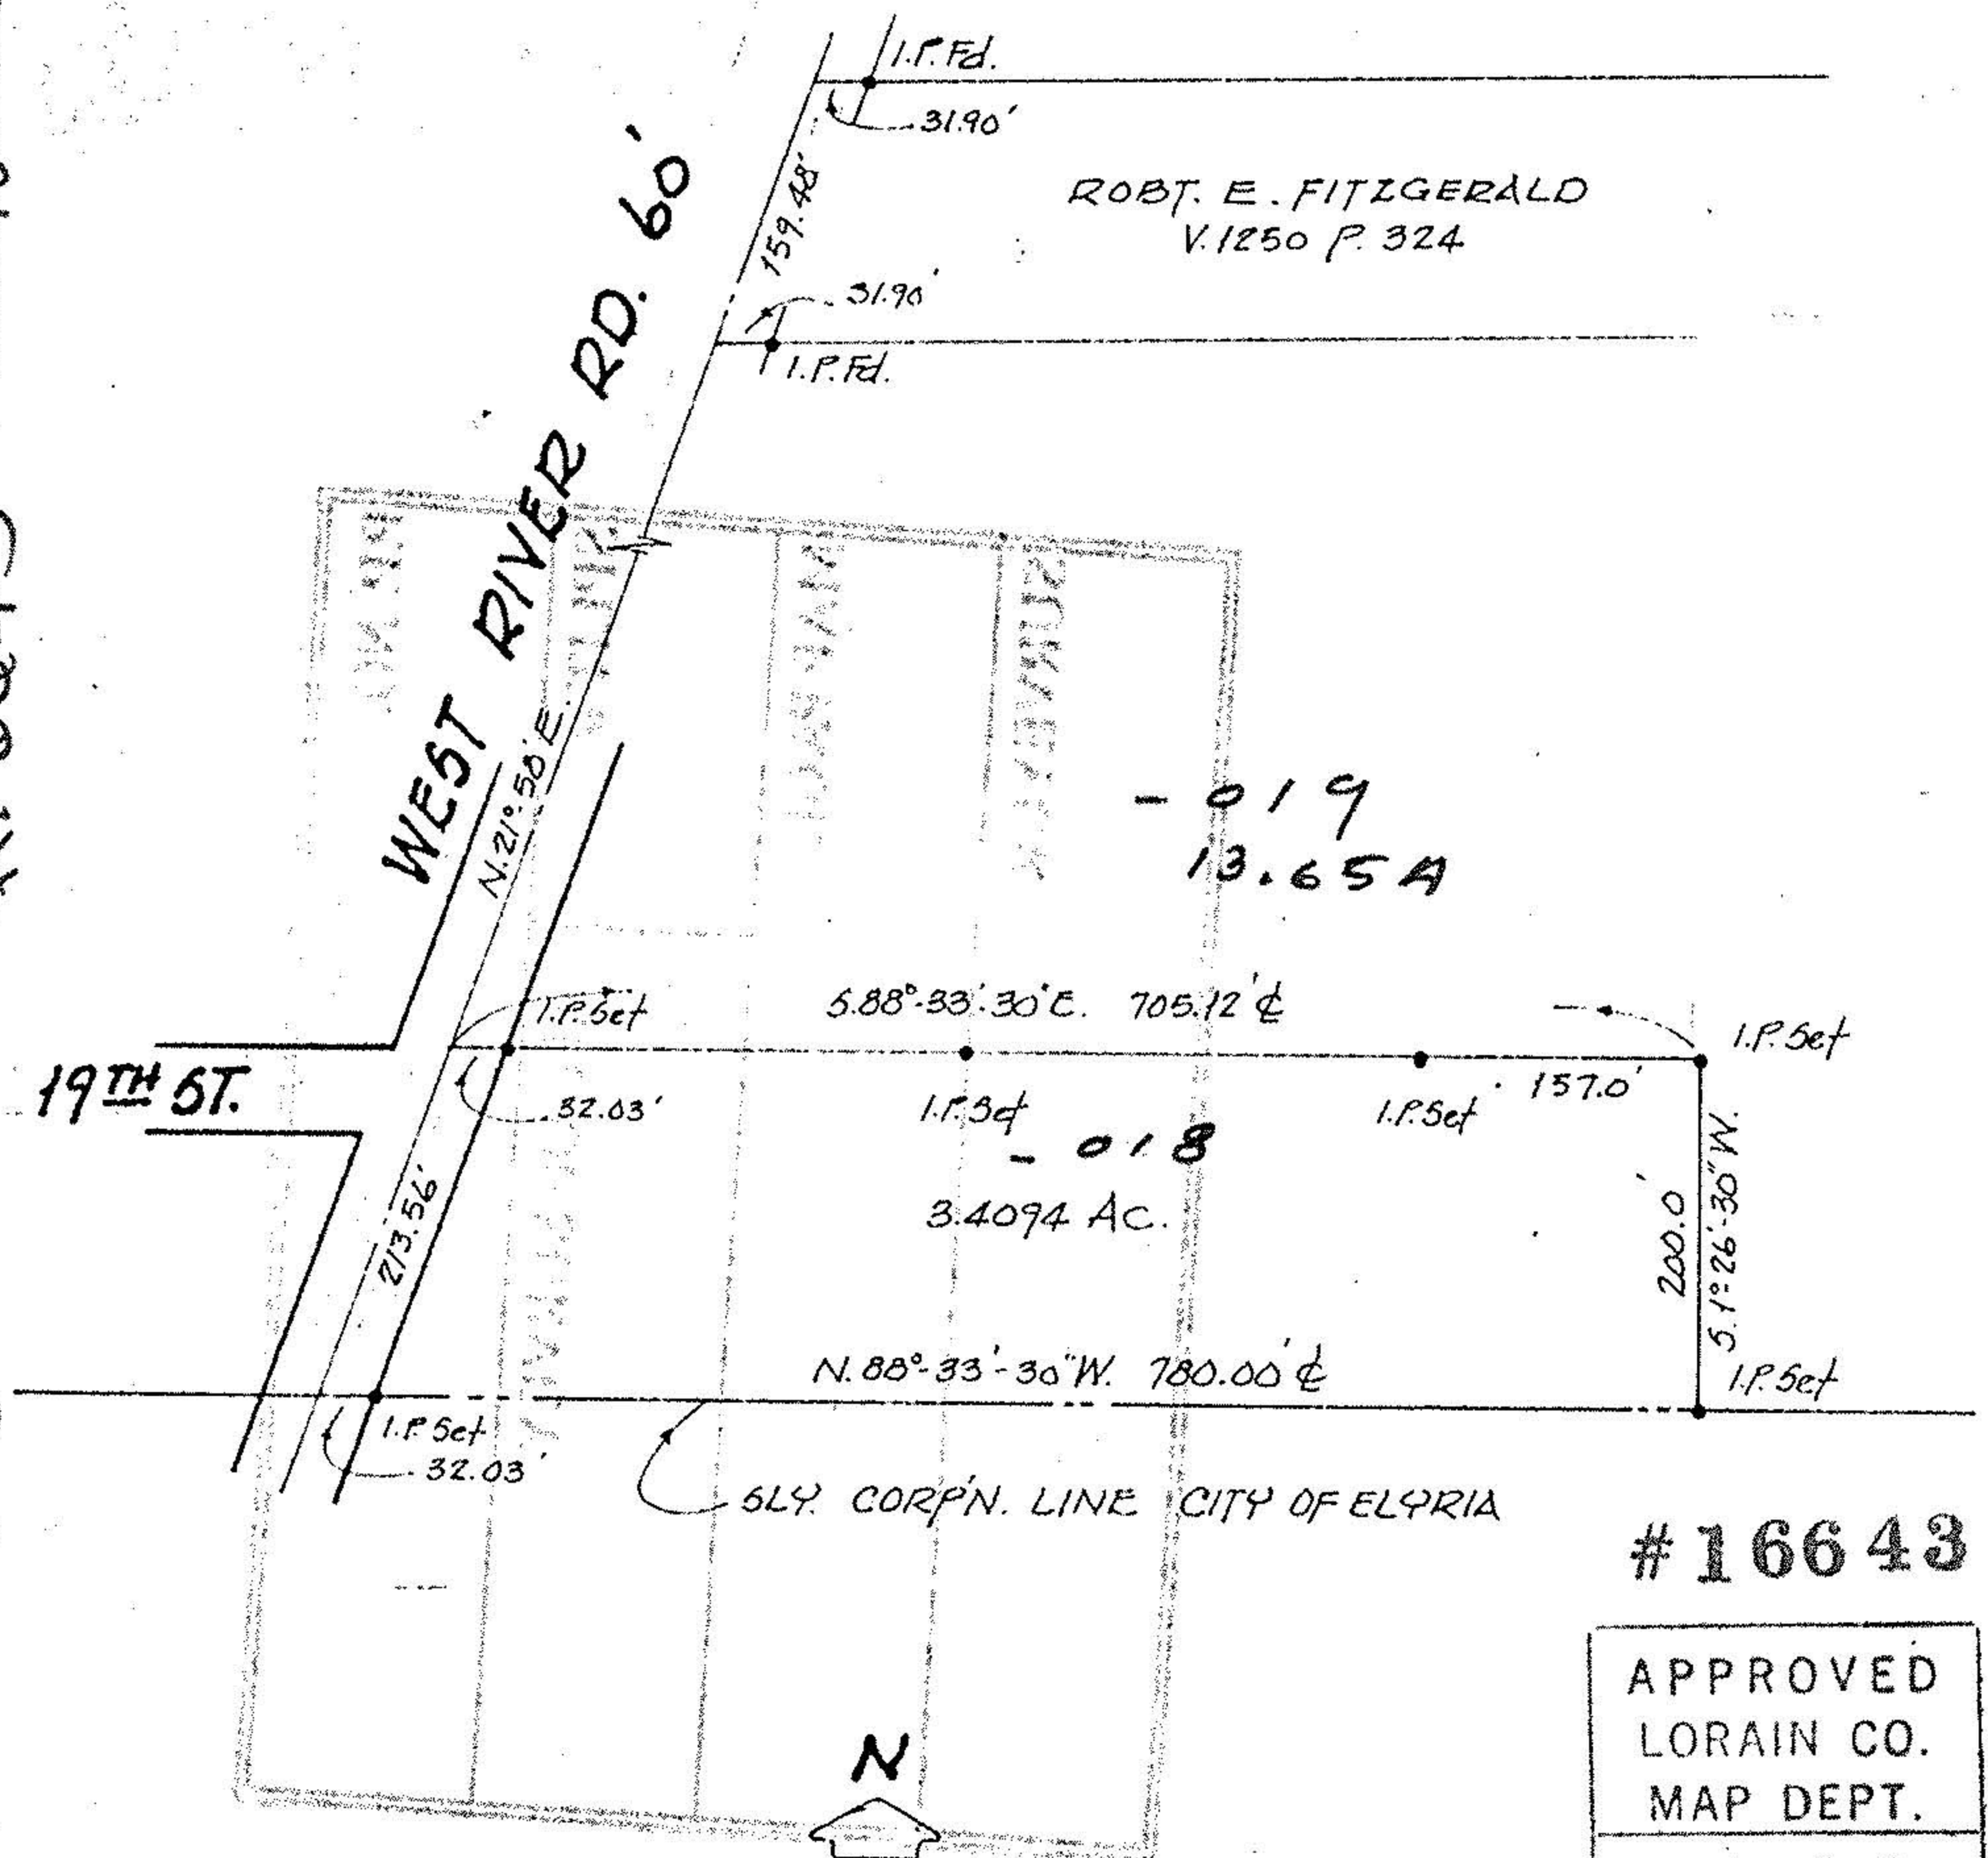 I.P. Fd.
31.90'
159.48'
ROBT. E. FITZGERALD
V. 1250 P. 324
31.90'
I.P. Fd.
WEST RIVER RD. 60'
N. 21°-50' E.
- 019
13.65A
I.P. Set
S. 88°-33'-30" E. 705.12' ℄
I.P. Set
19TH ST.
32.03'
I.P. Set
I.P. Set
157.0'
- 018
3.4094 AC.
213.56'
200.0'
S. 1°-26'-30" W.
N. 88°-33'-30" W. 780.00' ℄
I.P. Set
I.P. Set
32.03'
SLY. CORP'N. LINE CITY OF ELYRIA
#16643
APPROVED
LORAIN CO.
MAP DEPT.
N